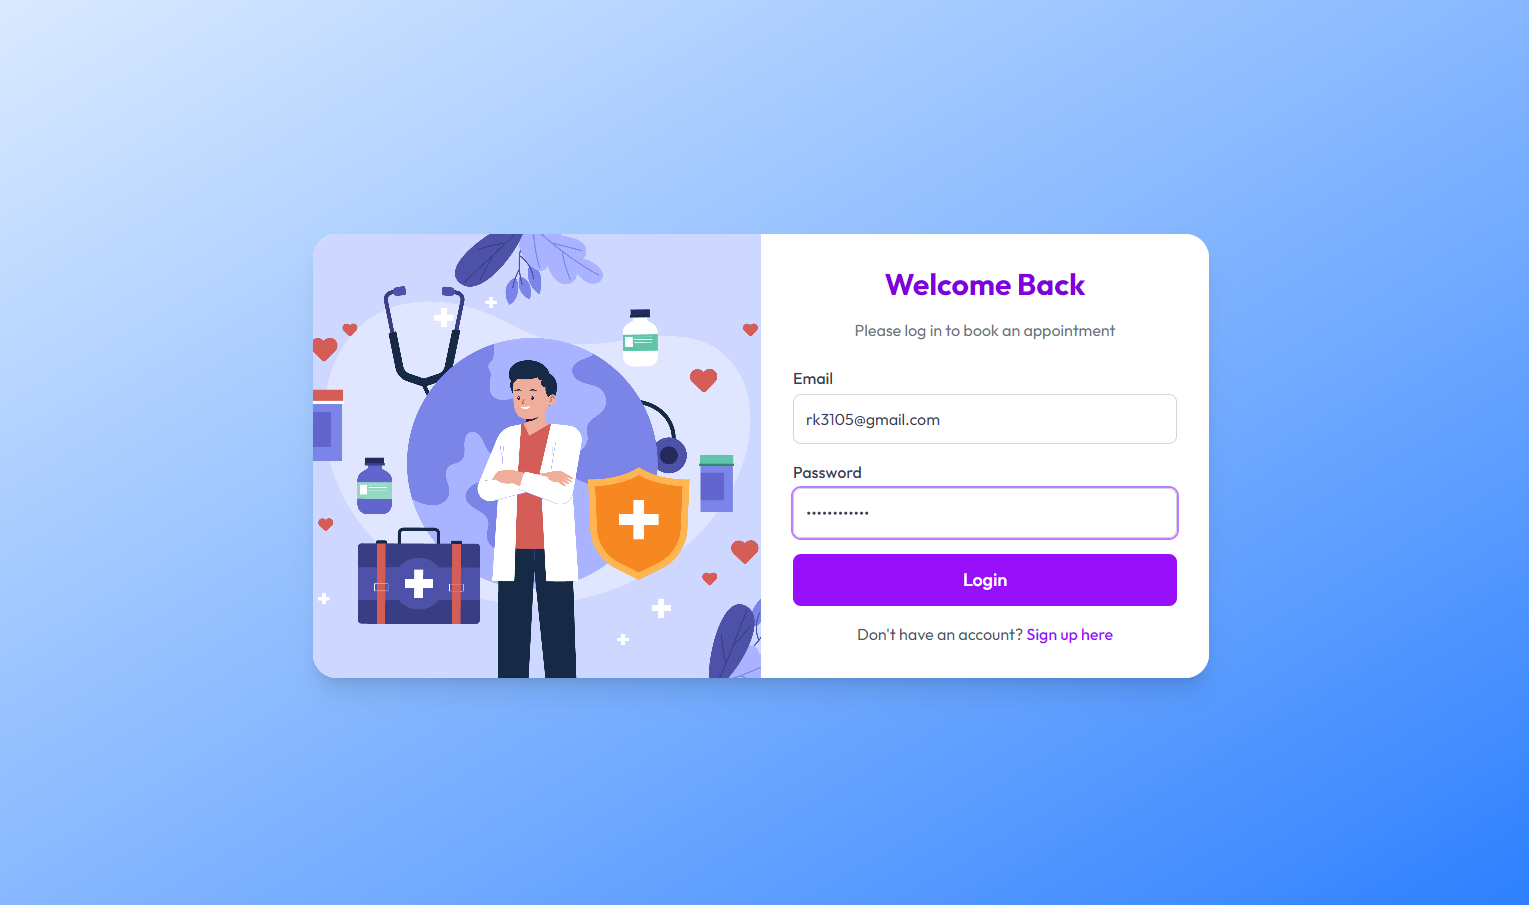 Welcome Back
Please log in to book an appointment
Email
rk3105@gmail.com
Password
••••••••••••
Login
Don't have an account? Sign up here